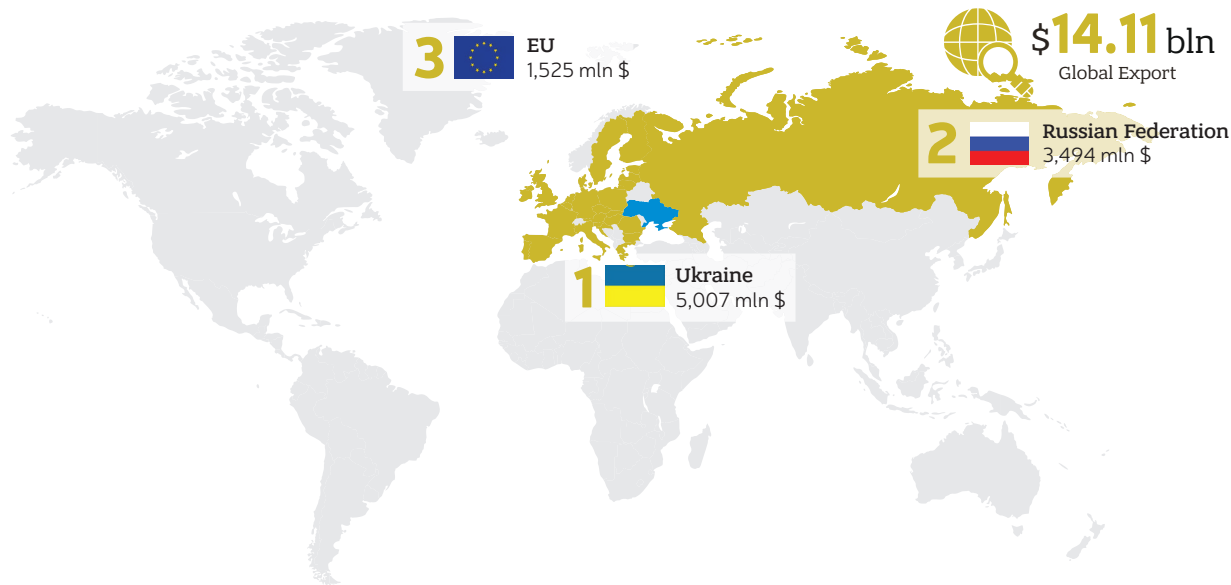 3
EU
1,525 mln $
$14.11 bln
Global Export
2
Russian Federation
3,494 mln $
1
Ukraine
5,007 mln $